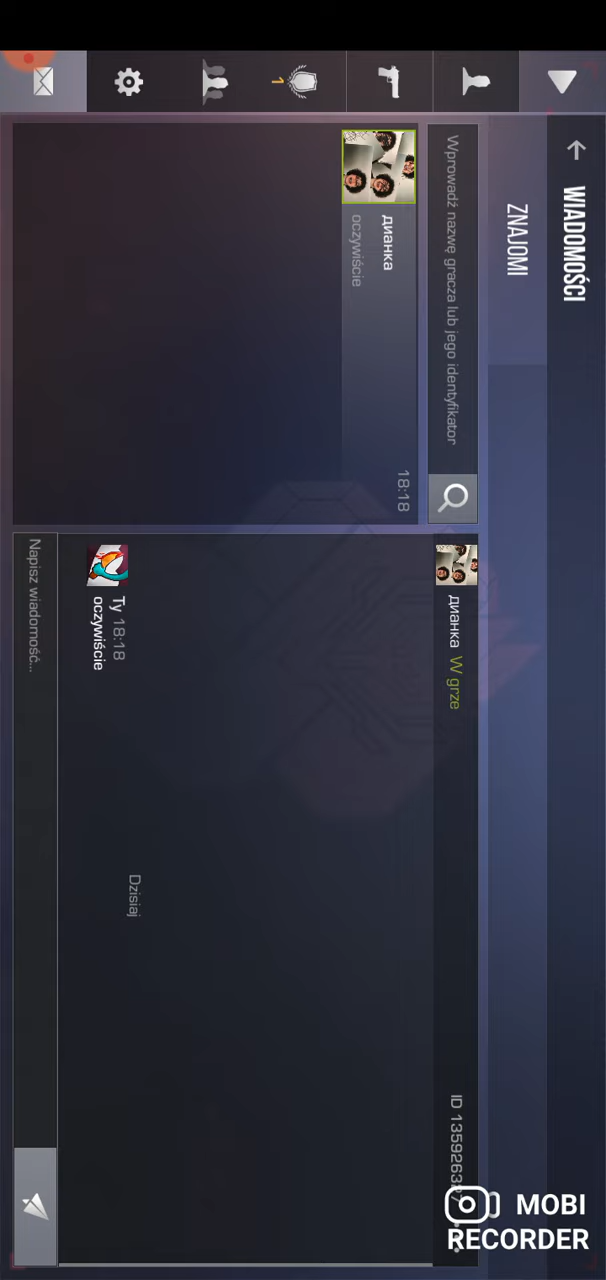 WIADOMOŚCI
ZNAJOMI
1
Wprowadź nazwę gracza lub jego identyfikator
дианка
oczywiście
18:18
дианка W grze
Dzisiaj
Ty 18:18
oczywiście
Napisz wiadomość...
MOBI
RECORDER